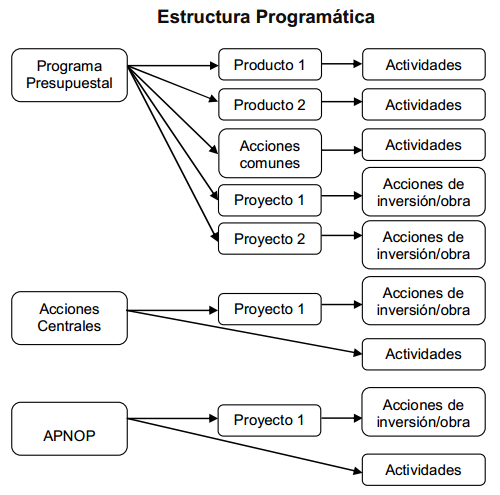 Estructura Programática
Programa
Presupuestal
Producto 1
Actividades
Producto 2
Actividades
Acciones
comunes
Actividades
Proyecto 1
Acciones de
inversión/obra
Proyecto 2
Acciones de
inversión/obra
Acciones
Centrales
Proyecto 1
Acciones de
inversión/obra
Actividades
APNOP
Proyecto 1
Acciones de
inversión/obra
Actividades